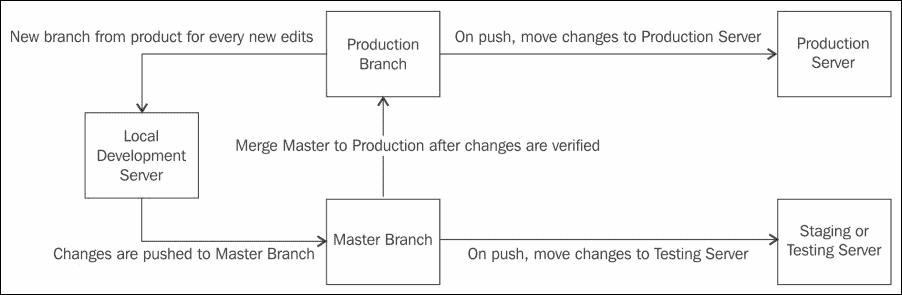 New branch from product for every new edits
Production
Branch
On push, move changes to Production Server
Production
Server
Local
Development
Server
Merge Master to Production after changes are verified
Changes are pushed to Master Branch
Master Branch
On push, move changes to Testing Server
Staging or
Testing Server